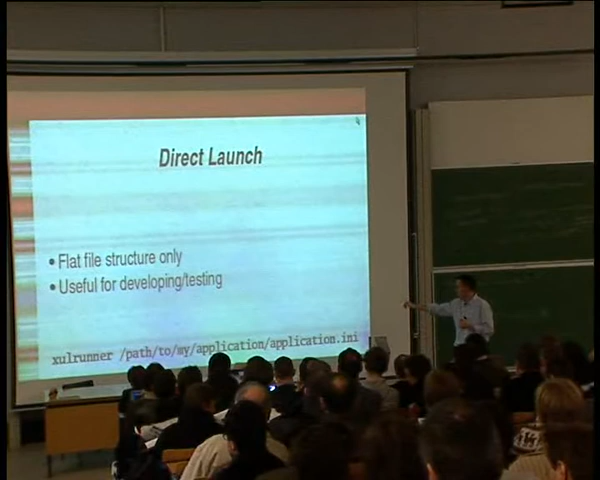 Direct Launch
• Flat file structure only
• Useful for developing/testing
xulrunner /path/to/my/application/application.ini